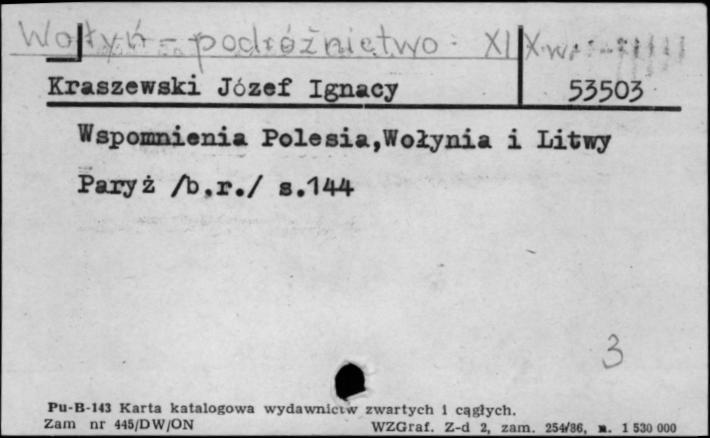 Wołyń - podróżnictwo - XIX w.
Kraszewski Józef Ignacy 53503
Wspomnienia Polesia,Wołynia i Litwy
Paryż /b.r./ s.144
3
Pu-B-143 Karta katalogowa wydawnictw zwartych i ciągłych.
Zam nr 445/DW/ON WZGraf. Z-d 2, zam. 254/86, n. 1 530 000